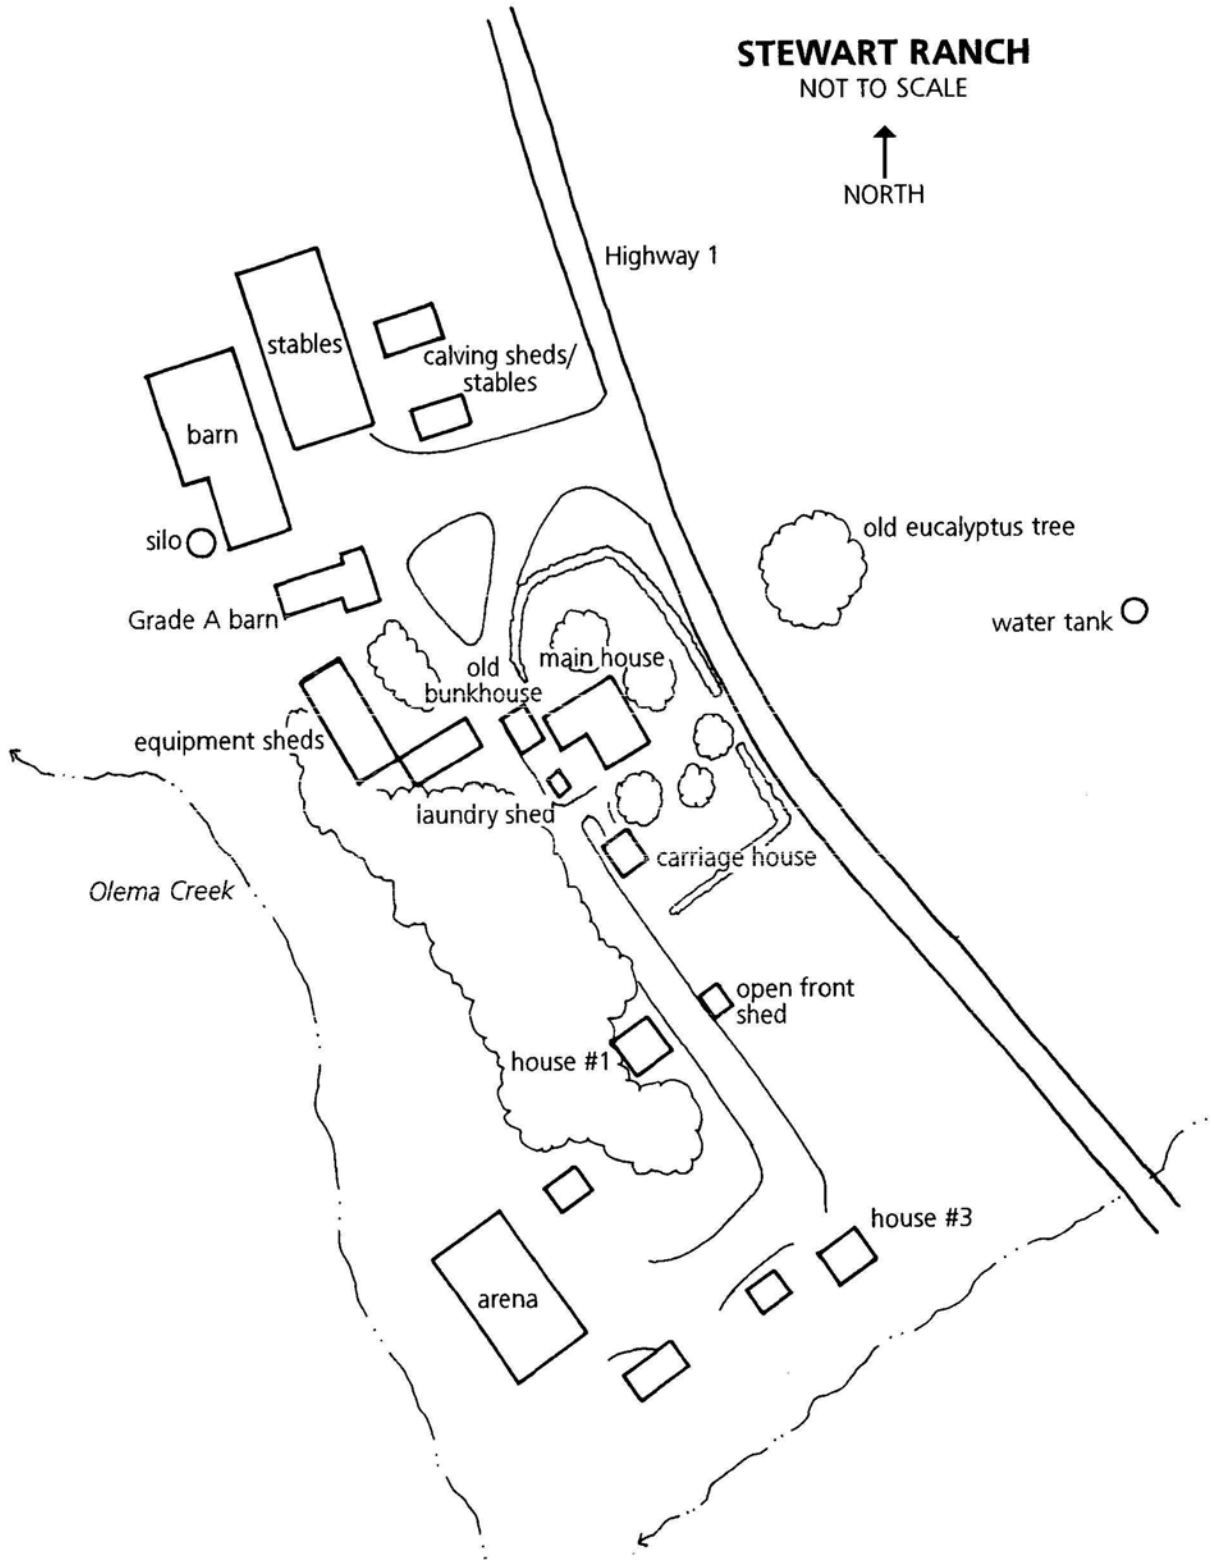 STEWART RANCH
NOT TO SCALE
NORTH
Highway 1
stables
calving sheds/
stables
barn
silo
old eucalyptus tree
Grade A barn
water tank
old
bunkhouse
main house
equipment sheds
laundry shed
carriage house
Olema Creek
open front
shed
house #1
house #3
arena